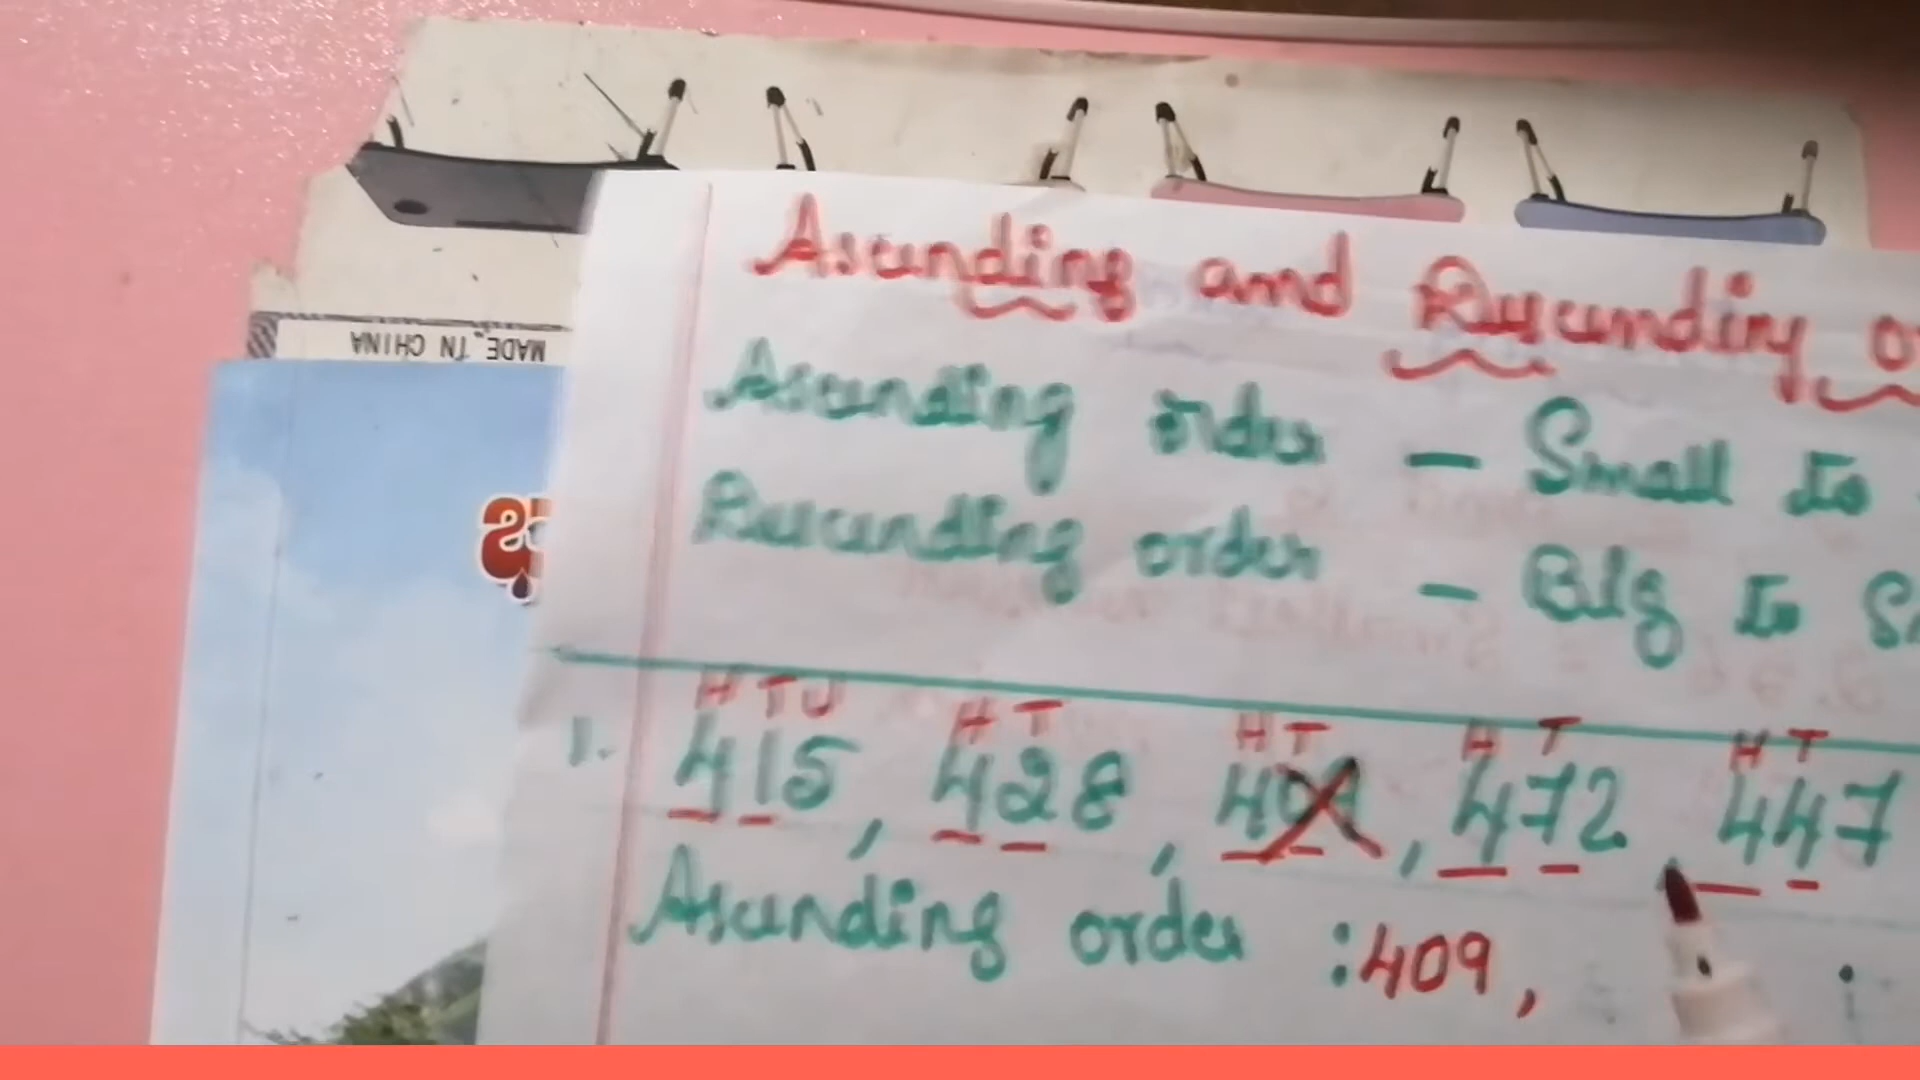 MADE IN CHINA
Ascending and Descending
Ascending order - Small to
Descending order - Big to
H T U H T H T H T H T
1. 415, 428, 409, 472, 447
Ascending order : 409,